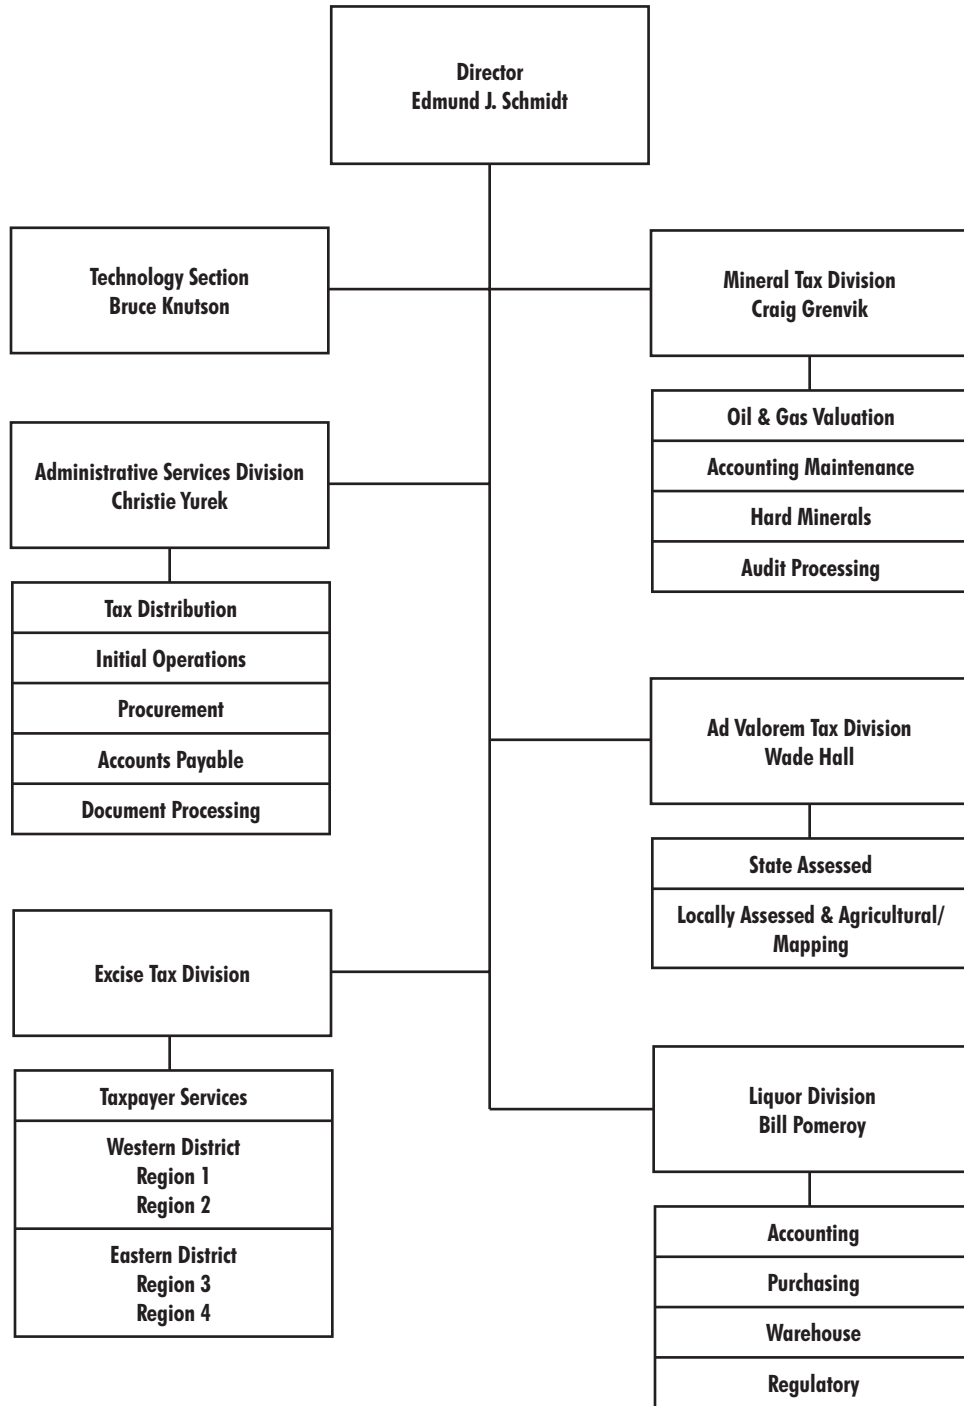 Director
Edmund J. Schmidt
Technology Section
Bruce Knutson
Mineral Tax Division
Craig Grenvik
Oil & Gas Valuation
Accounting Maintenance
Hard Minerals
Audit Processing
Administrative Services Division
Christie Yurek
Tax Distribution
Initial Operations
Procurement
Accounts Payable
Document Processing
Ad Valorem Tax Division
Wade Hall
State Assessed
Locally Assessed & Agricultural/
Mapping
Excise Tax Division
Taxpayer Services
Western District
Region 1
Region 2
Eastern District
Region 3
Region 4
Liquor Division
Bill Pomeroy
Accounting
Purchasing
Warehouse
Regulatory